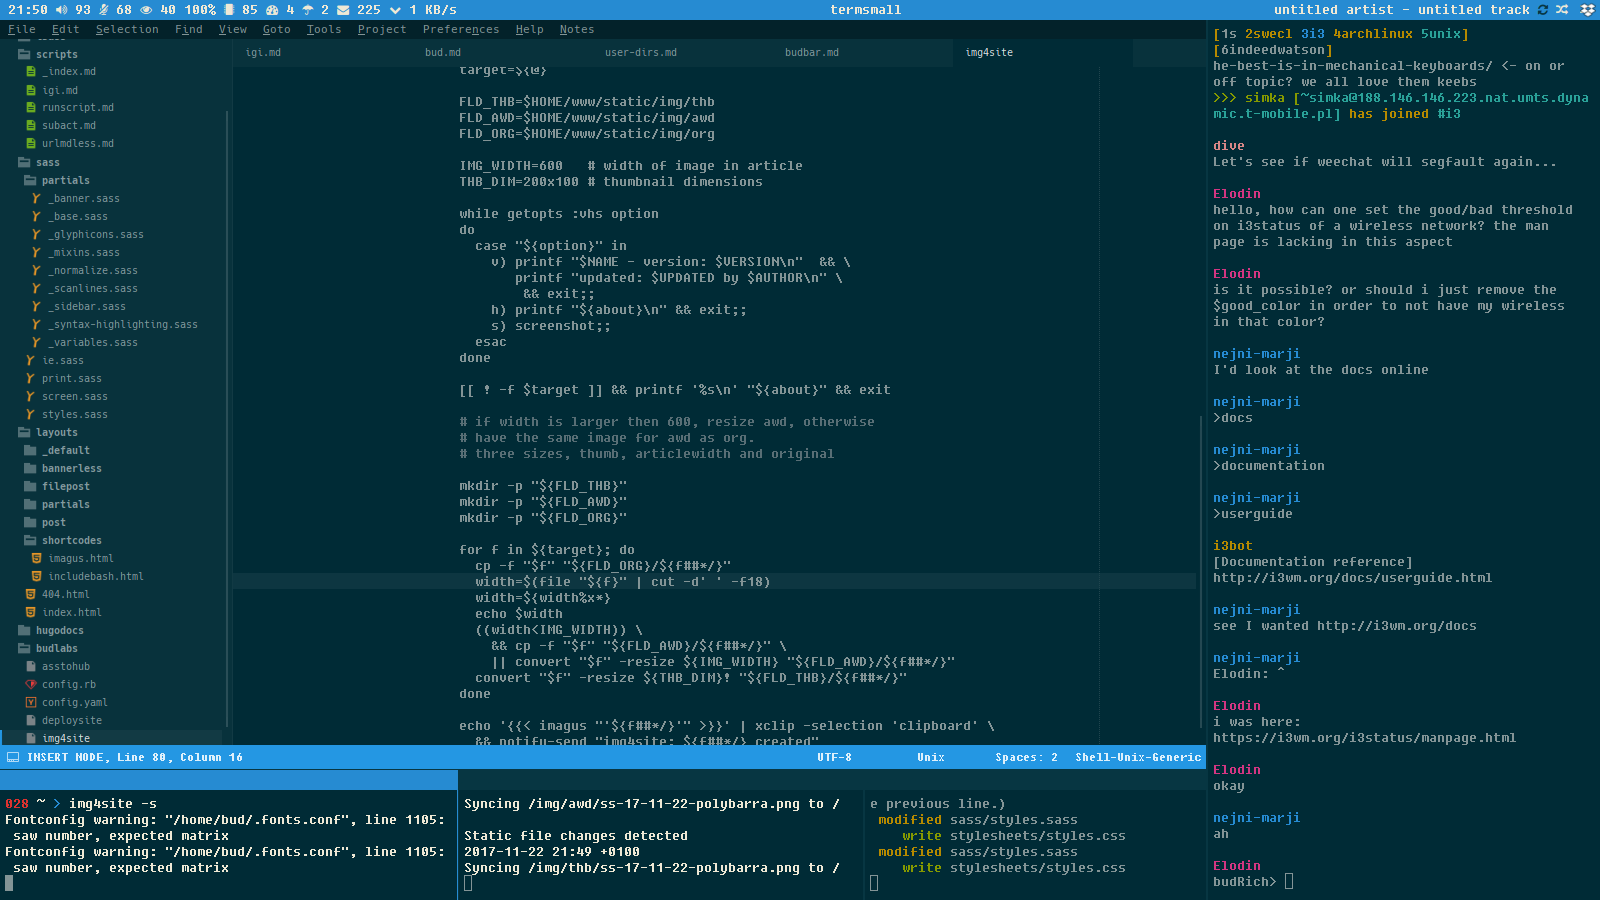 21:50 93 68 40 100% 85 4 2 225 1 KB/s
termsmall
untitled artist - untitled track
File Edit Selection Find View Goto Tools Project Preferences Help Notes
scripts
_index.md
igi.md
runscript.md
subact.md
urlmdless.md
sass
partials
_banner.sass
_base.sass
_glyphicons.sass
_mixins.sass
_normalize.sass
_scanlines.sass
_sidebar.sass
_syntax-highlighting.sass
_variables.sass
ie.sass
print.sass
screen.sass
styles.sass
layouts
_default
bannerless
filepost
partials
post
shortcodes
imagus.html
includebash.html
404.html
index.html
hugodocs
budlabs
asstohub
config.rb
config.yaml
deploysite
img4site
igi.md bud.md user-dirs.md budbar.md img4site
target=${@}
FLD_THB=$HOME/www/static/img/thb
FLD_AWD=$HOME/www/static/img/awd
FLD_ORG=$HOME/www/static/img/org
IMG_WIDTH=600   # width of image in article
THB_DIM=200x100 # thumbnail dimensions
while getopts :vhs option
do
  case "${option}" in
    v) printf "$NAME - version: $VERSION\n"  && \
       printf "updated: $UPDATED by $AUTHOR\n" \
        && exit;;
    h) printf "${about}\n" && exit;;
    s) screenshot;;
  esac
done
[[ ! -f $target ]] && printf '%s\n' "${about}" && exit
# if width is larger then 600, resize awd, otherwise
# have the same image for awd as org.
# three sizes, thumb, articlewidth and original
mkdir -p "${FLD_THB}"
mkdir -p "${FLD_AWD}"
mkdir -p "${FLD_ORG}"
for f in ${target}; do
  cp -f "$f" "${FLD_ORG}/${f##*/}"
  width=$(file "${f}" | cut -d' ' -f18)
  width=${width%x*}
  echo $width
  ((width<IMG_WIDTH)) \
    && cp -f "$f" "${FLD_AWD}/${f##*/}" \
    || convert "$f" -resize ${IMG_WIDTH} "${FLD_AWD}/${f##*/}"
  convert "$f" -resize ${THB_DIM}! "${FLD_THB}/${f##*/}"
done
echo '{{< imagus "'${f##*/}'" >}}' | xclip -selection 'clipboard' \
  && notify-send "img4site: ${f##*/} created"
INSERT MODE, Line 80, Column 16 UTF-8 Unix Spaces: 2 Shell-Unix-Generic
028 ~ > img4site -s
Fontconfig warning: "/home/bud/.fonts.conf", line 1105:
 saw number, expected matrix
Fontconfig warning: "/home/bud/.fonts.conf", line 1105:
 saw number, expected matrix
Syncing /img/awd/ss-17-11-22-polybarra.png to /
Static file changes detected
2017-11-22 21:49 +0100
Syncing /img/thb/ss-17-11-22-polybarra.png to /
e previous line.)
 modified sass/styles.sass
    write stylesheets/styles.css
 modified sass/styles.sass
    write stylesheets/styles.css
[1s 2swecl 3i3 4archlinux 5unix]
[6indeedwatson]
he-best-is-in-mechanical-keyboards/ <- on or
off topic? we all love them keebs
>>> simka [~simka@188.146.146.223.nat.umts.dyna
mic.t-mobile.pl] has joined #i3
dive
Let's see if weechat will segfault again...
Elodin
hello, how can one set the good/bad threshold
on i3status of a wireless network? the man
page is lacking in this aspect
Elodin
is it possible? or should i just remove the
$good_color in order to not have my wireless
in that color?
nejni-marji
I'd look at the docs online
nejni-marji
>docs
nejni-marji
>documentation
nejni-marji
>userguide
i3bot
[Documentation reference]
http://i3wm.org/docs/userguide.html
nejni-marji
see I wanted http://i3wm.org/docs
nejni-marji
Elodin: ^
Elodin
i was here:
https://i3wm.org/i3status/manpage.html
Elodin
okay
nejni-marji
ah
Elodin
budRich>